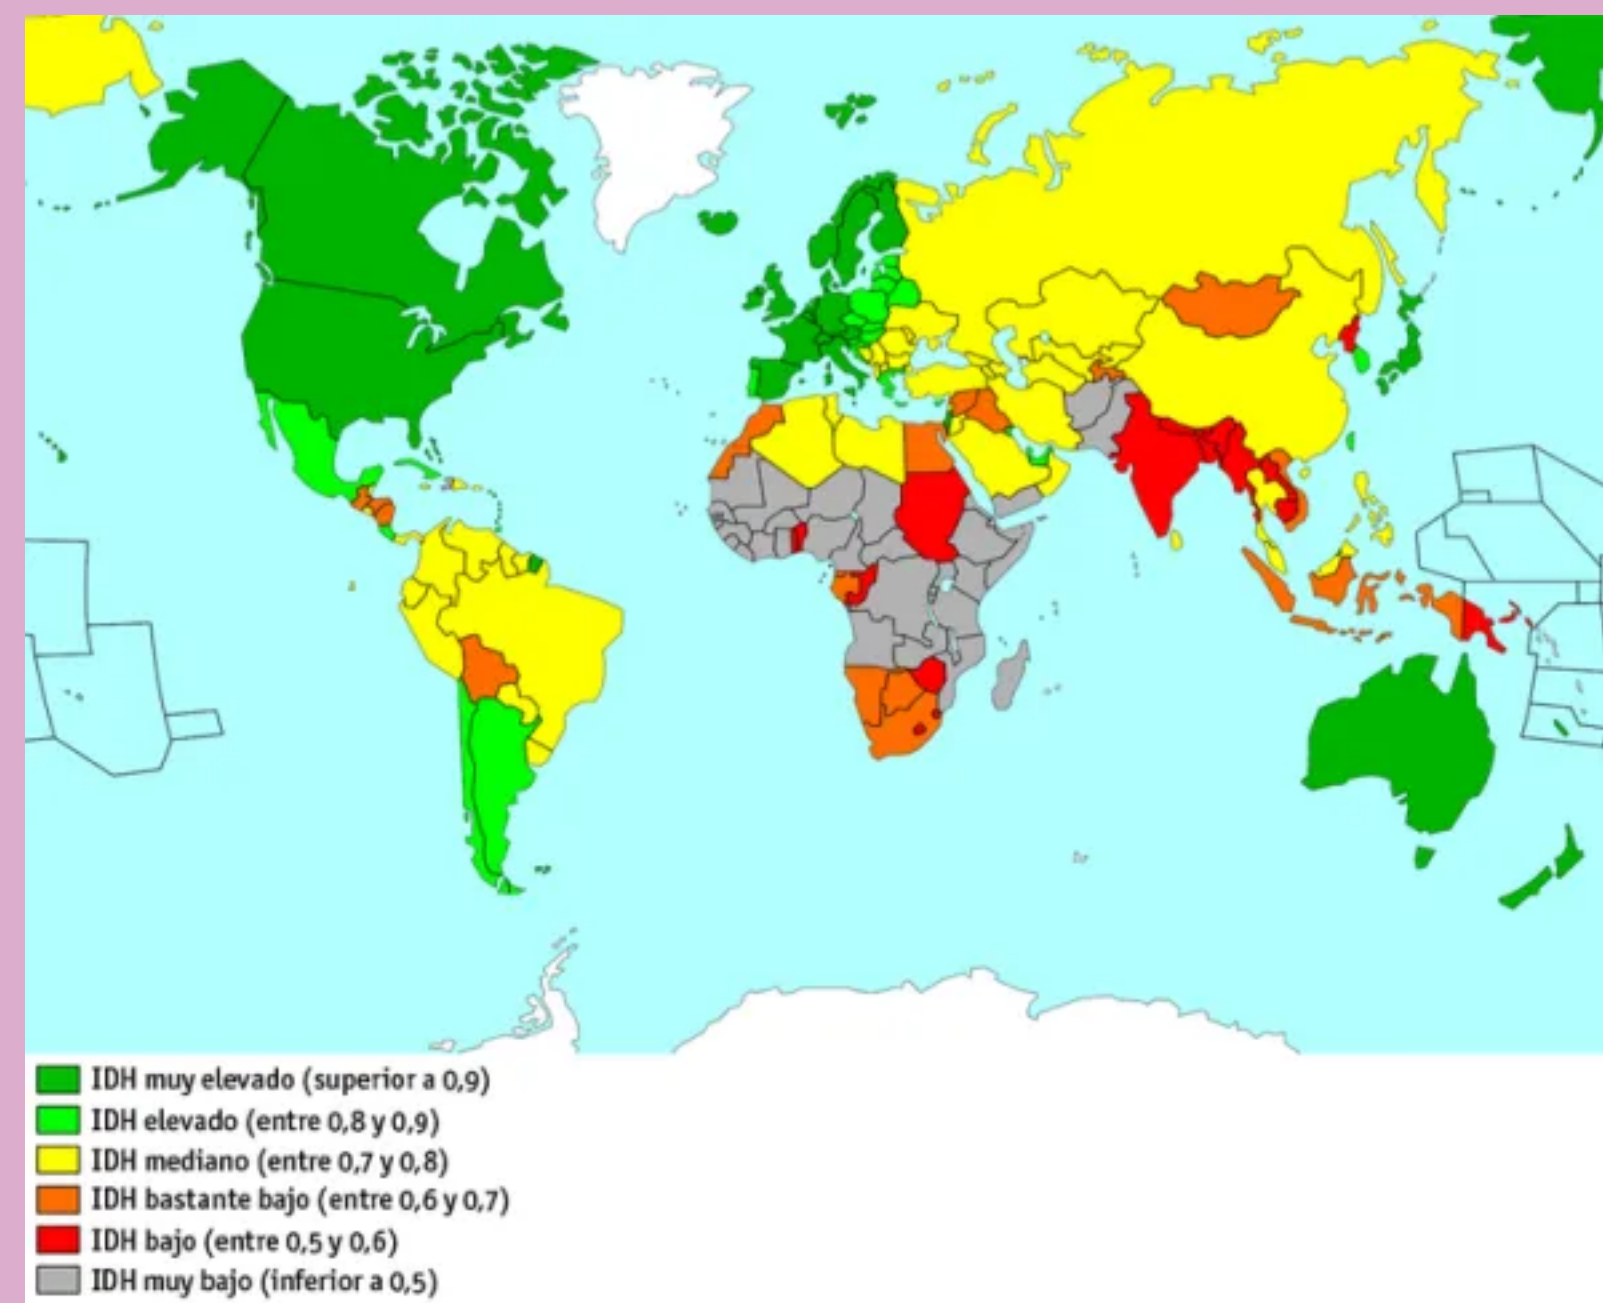 IDH muy elevado (superior a 0,9)
IDH elevado (entre 0,8 y 0,9)
IDH mediano (entre 0,7 y 0,8)
IDH bastante bajo (entre 0,6 y 0,7)
IDH bajo (entre 0,5 y 0,6)
IDH muy bajo (inferior a 0,5)